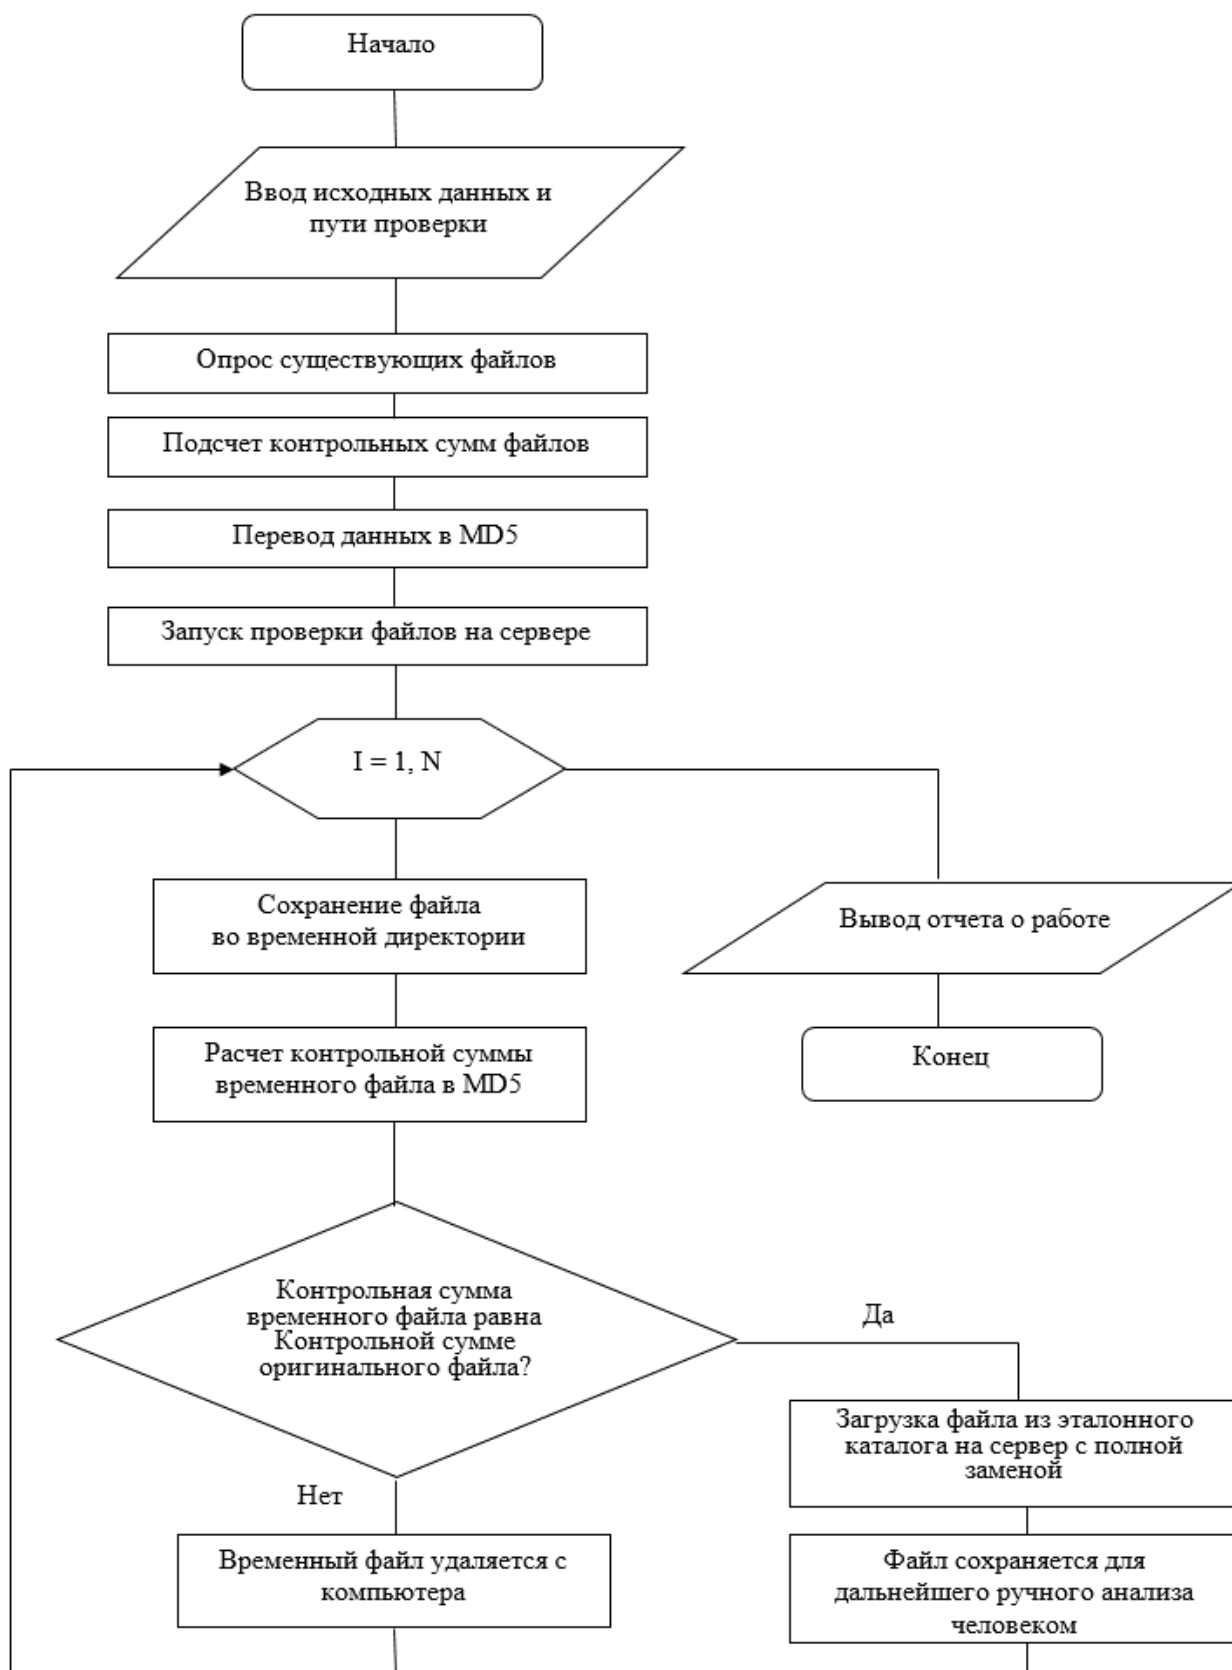 Начало
Ввод исходных данных и
пути проверки
Опрос существующих файлов
Подсчет контрольных сумм файлов
Перевод данных в MD5
Запуск проверки файлов на сервере
I = 1, N
Сохранение файла
во временной директории
Вывод отчета о работе
Расчет контрольной суммы
временного файла в MD5
Конец
Контрольная сумма
временного файла равна
Контрольной сумме
оригинального файла?
Да
Загрузка файла из эталонного
каталога на сервер с полной
заменой
Нет
Временный файл удаляется с
компьютера
Файл сохраняется для
дальнейшего ручного анализа
человеком